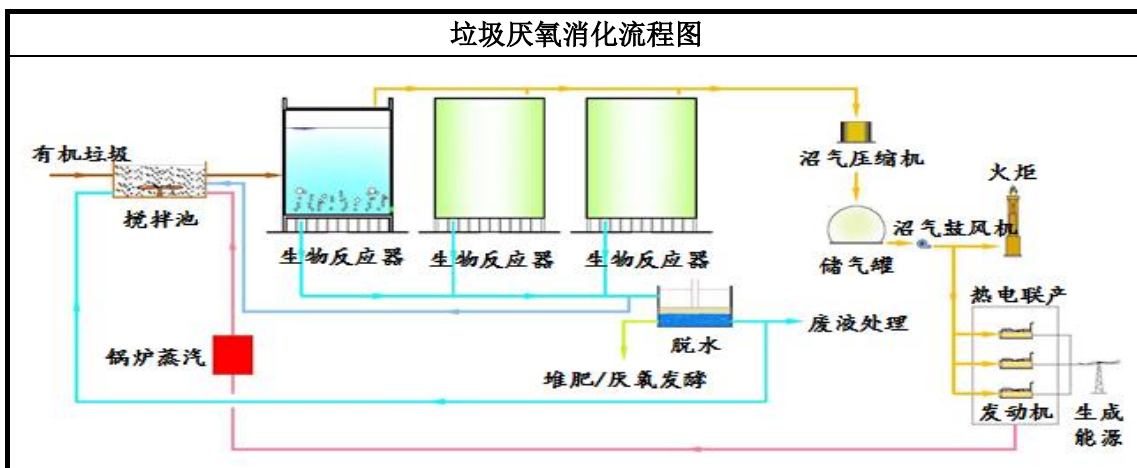 垃圾厌氧消化流程图
有机垃圾
搅拌池
生物反应器
生物反应器
生物反应器
沼气压缩机
储气罐
沼气鼓风机
火炬
热电联产
发动机
生成
能源
脱水
废液处理
堆肥/厌氧发酵
锅炉蒸汽